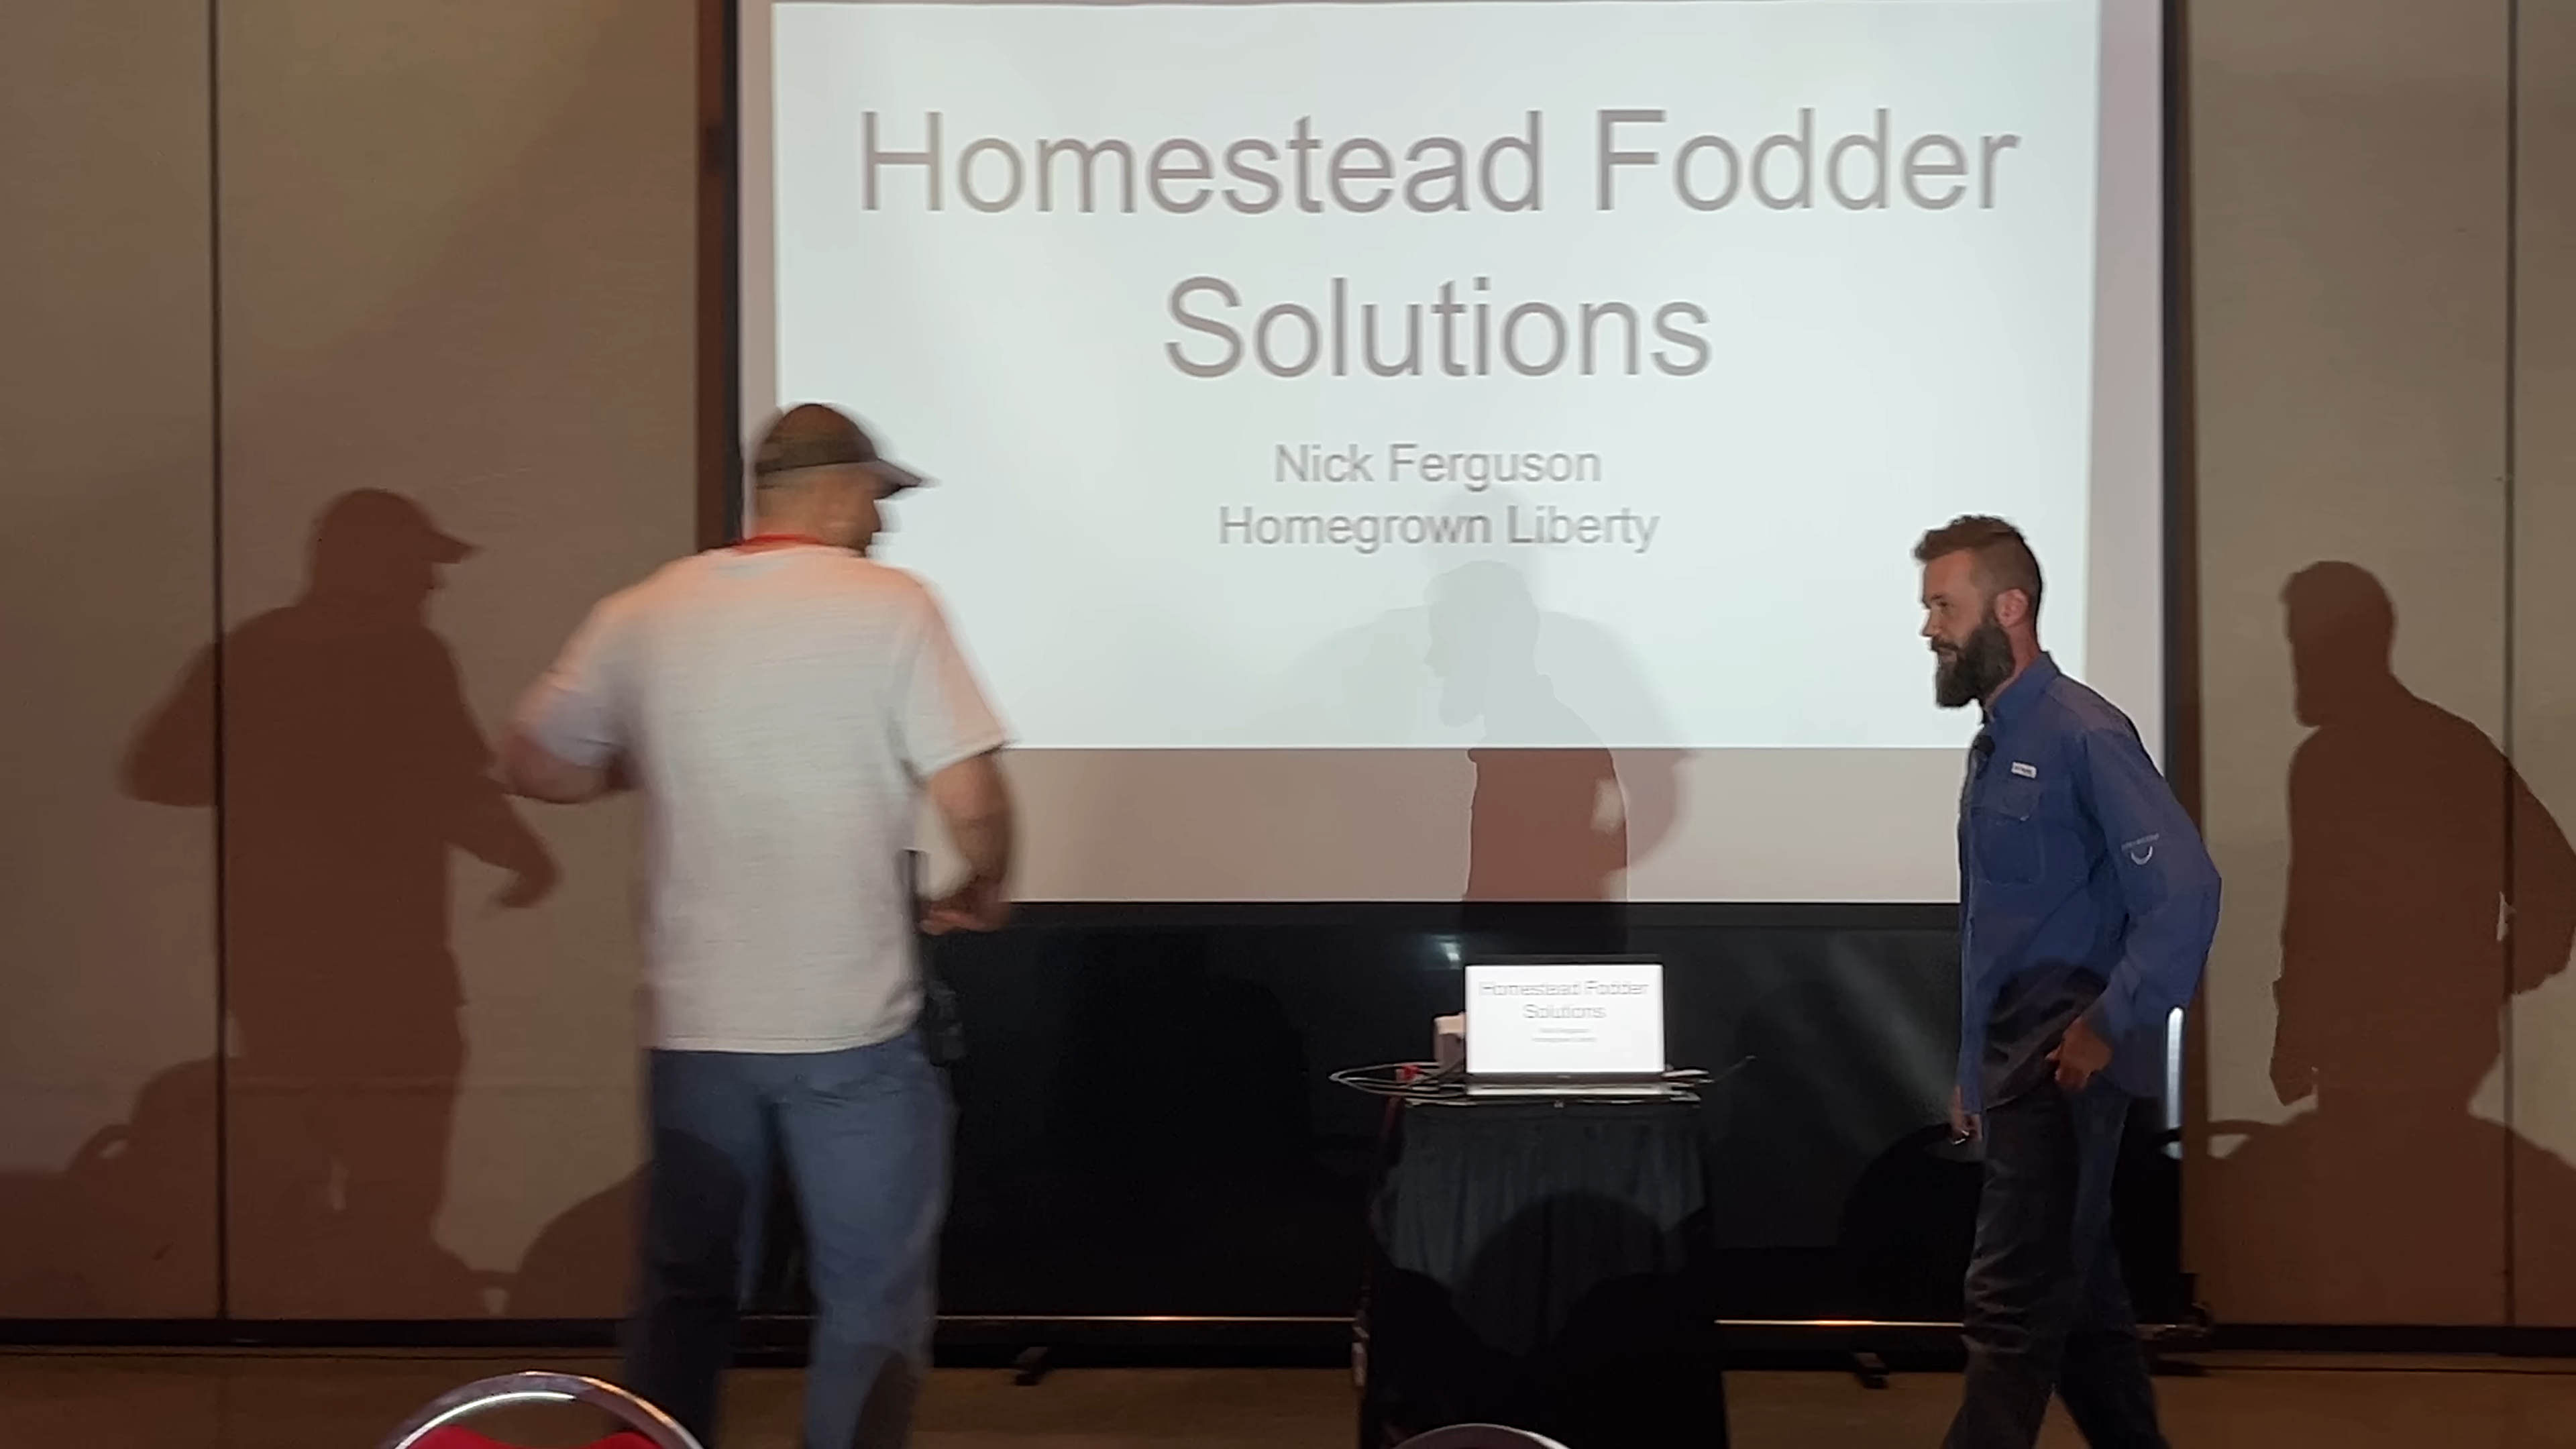 Homestead Fodder
Solutions
Nick Ferguson
Homegrown Liberty
Homestead Fodder
Solutions